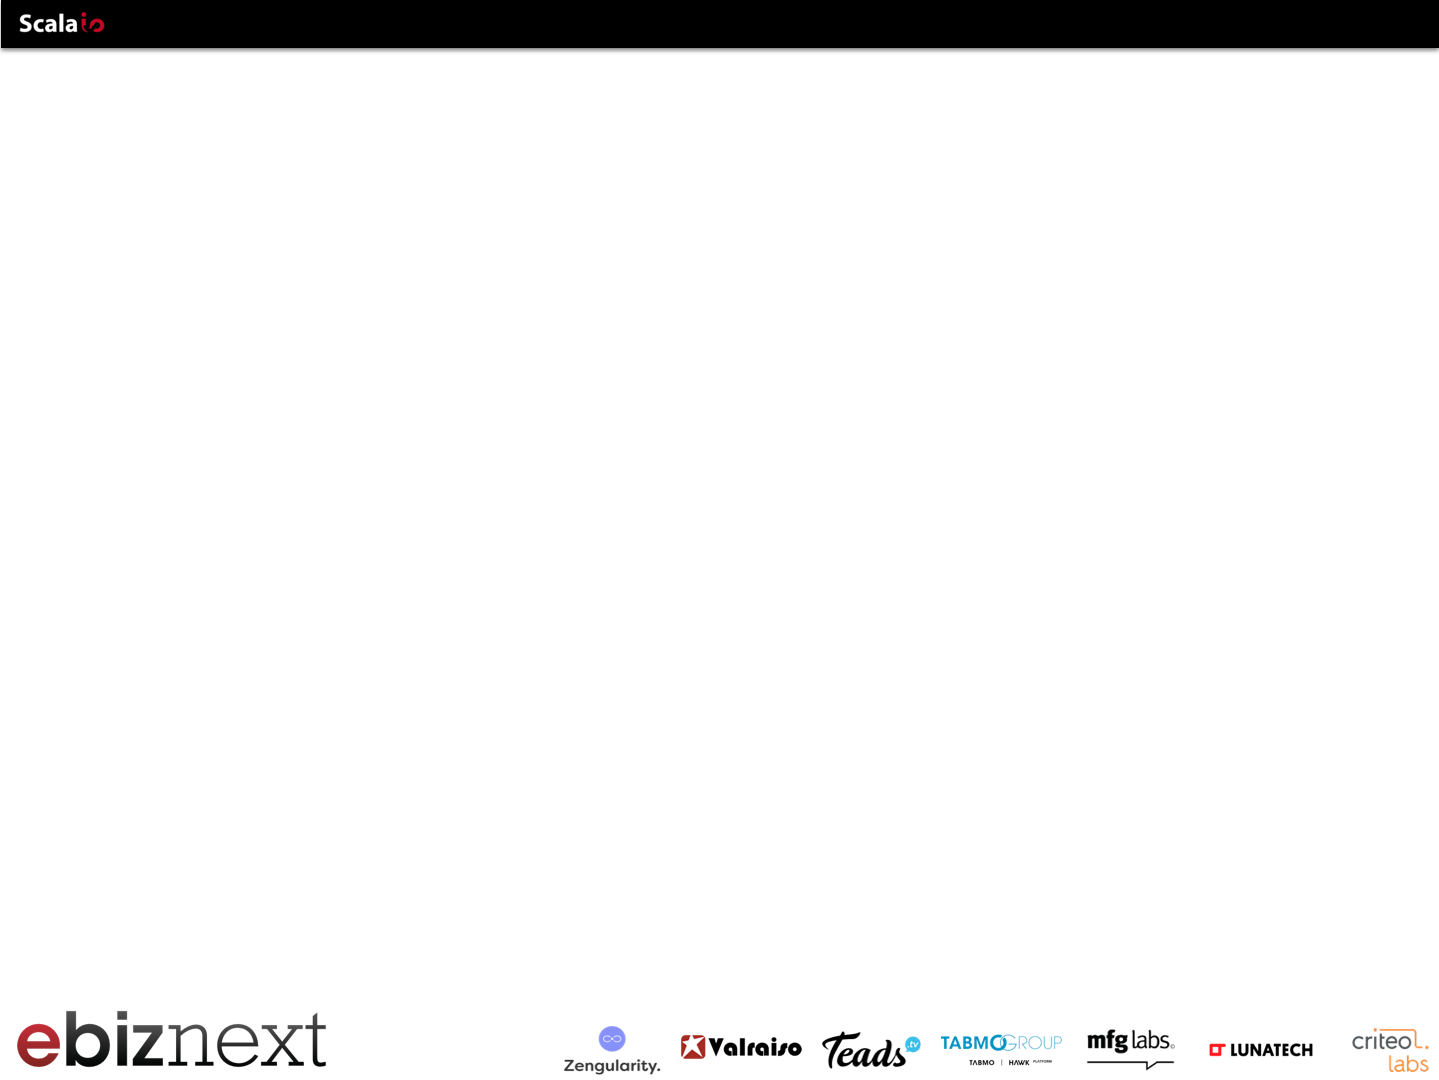 Scala io
ebiznext
Zengularity.
Valraiso
Teads .tv
TABMO GROUP
TABMO | HAWK PLATFORM
mfg labs.
LUNATECH
criteo.
labs